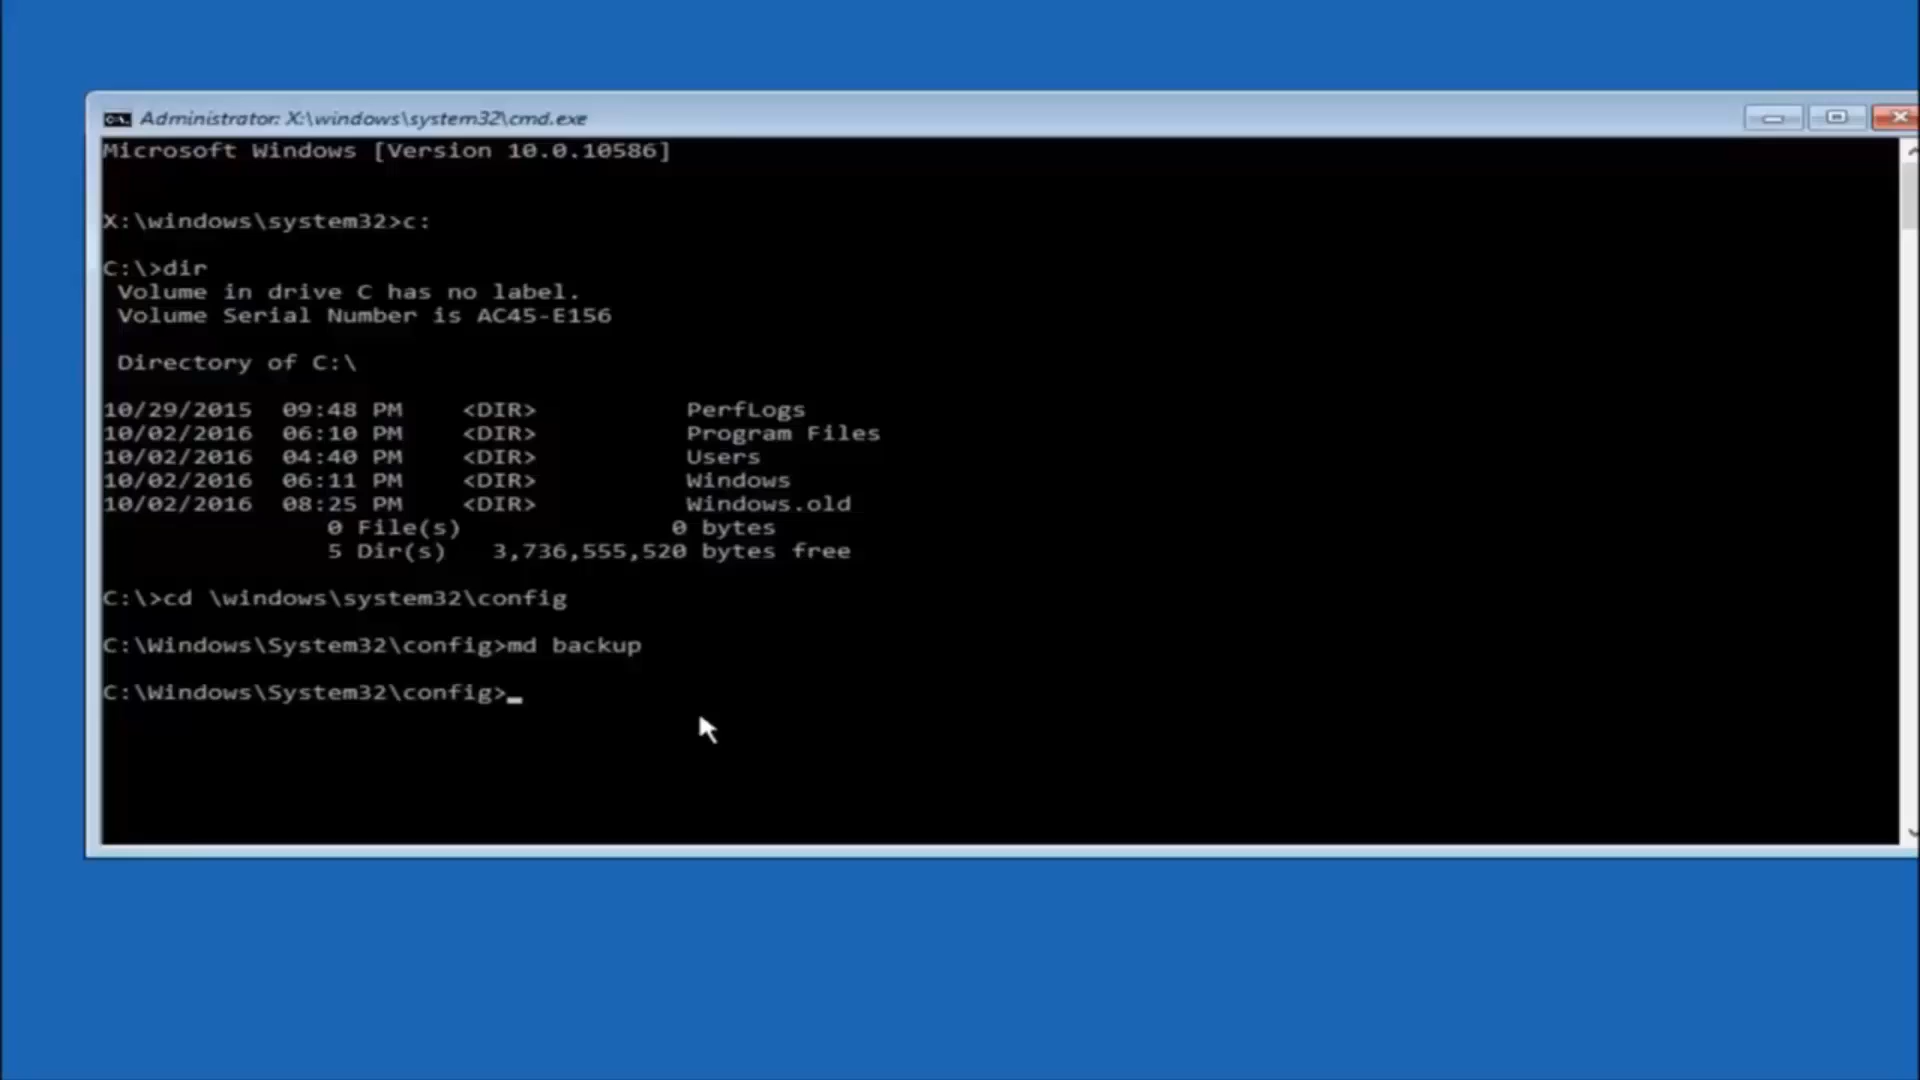 Administrator: X:\windows\system32\cmd.exe
Microsoft Windows [Version 10.0.10586]
X:\windows\system32>c:
C:\>dir
Volume in drive C has no label.
Volume Serial Number is AC45-E156
Directory of C:\
10/29/2015  09:48 PM    <DIR>          PerfLogs
10/02/2016  06:10 PM    <DIR>          Program Files
10/02/2016  04:40 PM    <DIR>          Users
10/02/2016  06:11 PM    <DIR>          Windows
10/02/2016  08:25 PM    <DIR>          Windows.old
0 File(s)              0 bytes
5 Dir(s)   3,736,555,520 bytes free
C:\>cd \windows\system32\config
C:\Windows\System32\config>md backup
C:\Windows\System32\config>_